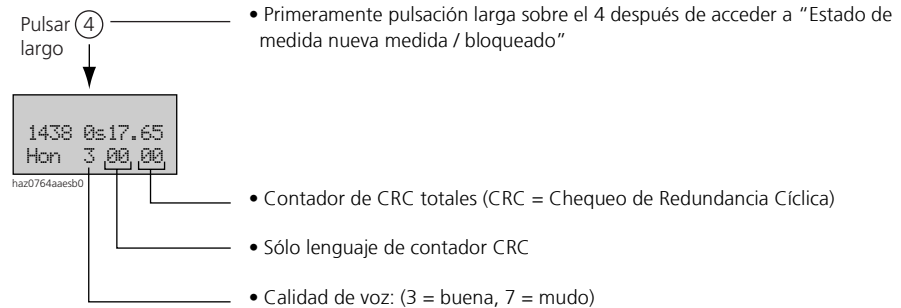 Pulsar 4
largo
• Primeramente pulsación larga sobre el 4 después de acceder a “Estado de
medida nueva medida / bloqueado”
1438 0s17.65
Hon 3 00 00
haz0764aaesb0
• Contador de CRC totales (CRC = Chequeo de Redundancia Cíclica)
• Sólo lenguaje de contador CRC
• Calidad de voz: (3 = buena, 7 = mudo)